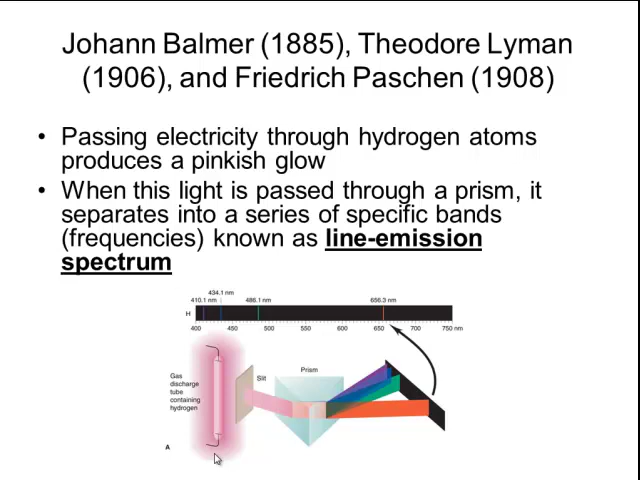 Johann Balmer (1885), Theodore Lyman
(1906), and Friedrich Paschen (1908)
• Passing electricity through hydrogen atoms
produces a pinkish glow
• When this light is passed through a prism, it
separates into a series of specific bands
(frequencies) known as line-emission
spectrum
434.1 nm
410.1 nm 486.1 nm 656.3 nm
H
400 450 500 550 600 650 700 750 nm
Gas
discharge
tube
containing
hydrogen
Slit
Prism
A